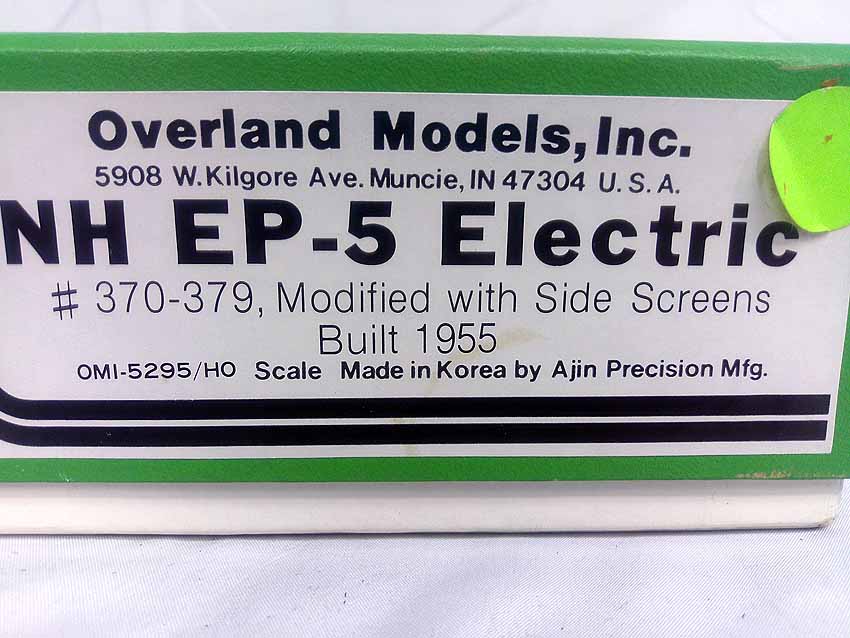 Overland Models, Inc.
5908 W. Kilgore Ave. Muncie, IN 47304 U. S. A.
NH EP-5 Electric
# 370-379, Modified with Side Screens
Built 1955
OMI-5295/HO Scale Made in Korea by Ajin Precision Mfg.